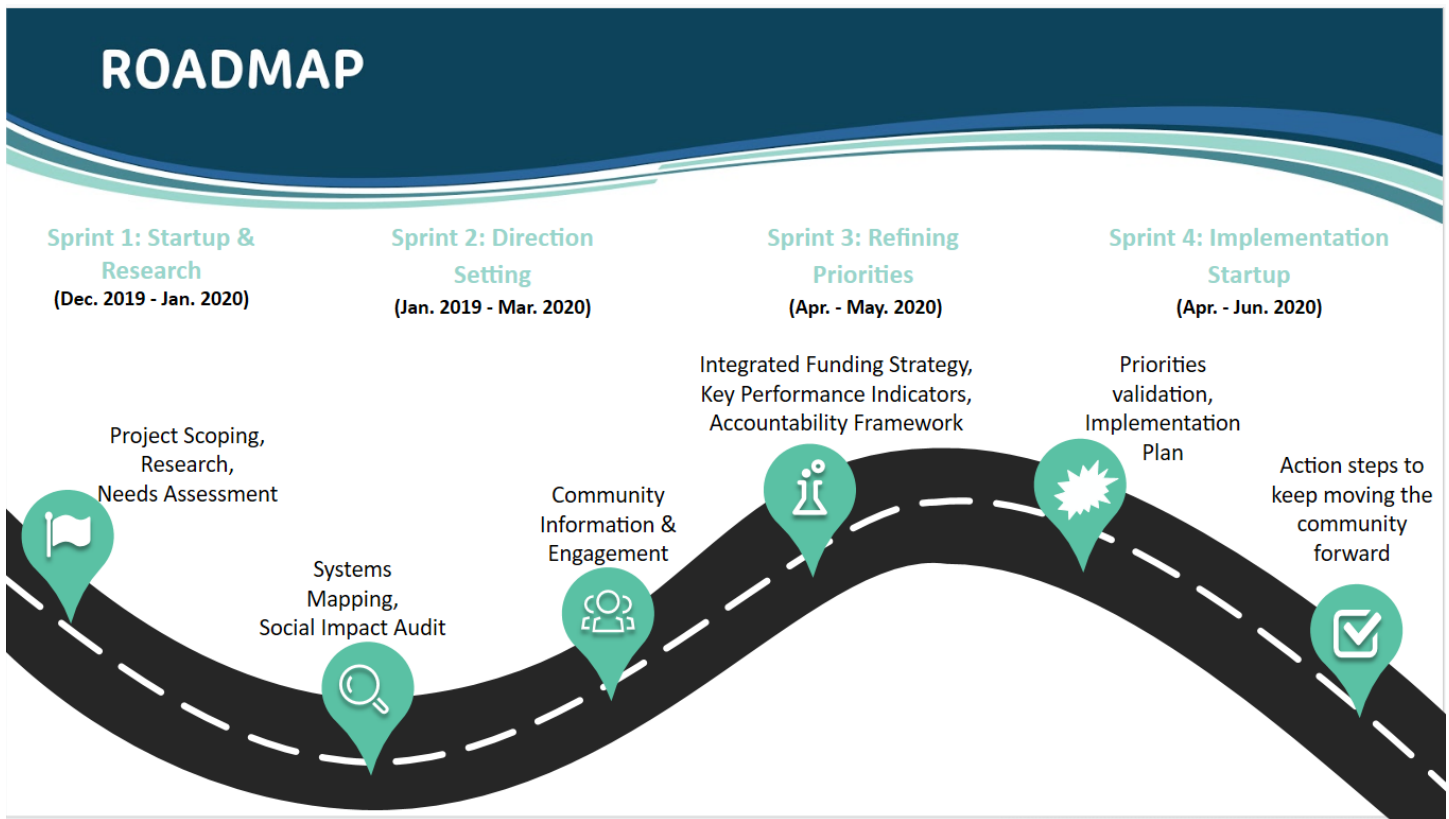 ROADMAP
Sprint 1: Startup &
Research
(Dec. 2019 - Jan. 2020)
Sprint 2: Direction
Setting
(Jan. 2019 - Mar. 2020)
Sprint 3: Refining
Priorities
(Apr. - May. 2020)
Sprint 4: Implementation
Startup
(Apr. - Jun. 2020)
Project Scoping,
Research,
Needs Assessment
Systems
Mapping,
Social Impact Audit
Community
Information &
Engagement
Integrated Funding Strategy,
Key Performance Indicators,
Accountability Framework
Priorities
validation,
Implementation
Plan
Action steps to
keep moving the
community
forward